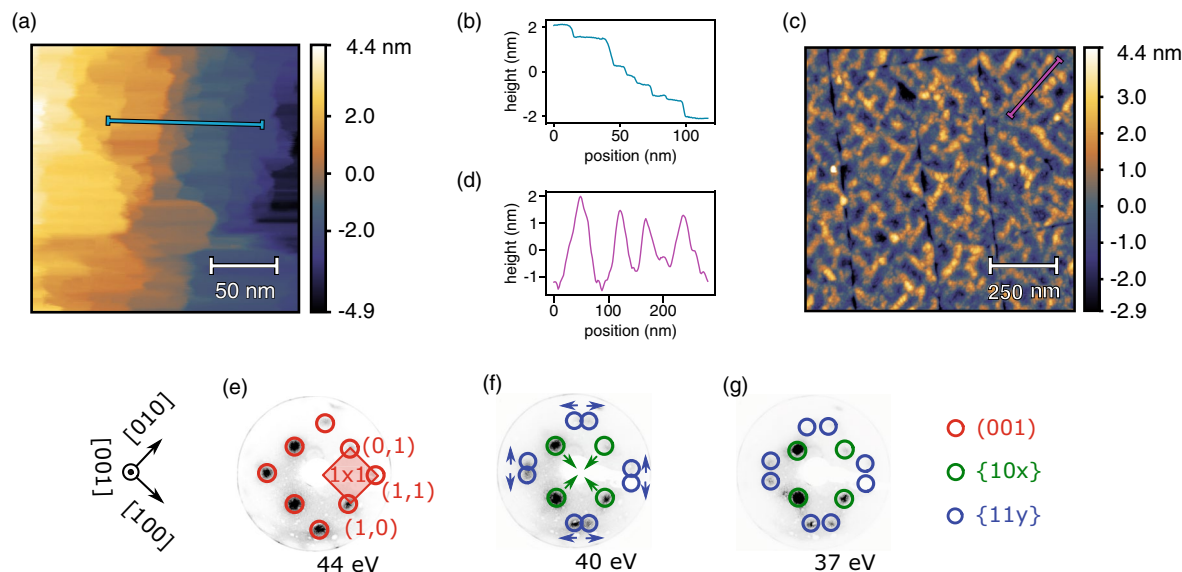 (a)
4.4 nm
2.0
0.0
-2.0
-4.9
50 nm
(b)
height (nm)
2
0
-2
0
50
100
position (nm)
(d)
height (nm)
2
1
0
-1
0
100
200
position (nm)
(c)
4.4 nm
3.0
2.0
1.0
0.0
-1.0
-2.0
-2.9
250 nm
[001]
[010]
[100]
(e)
(0,1)
1x1
(1,1)
(1,0)
44 eV
(f)
40 eV
(g)
37 eV
(001)
{10x}
{11y}